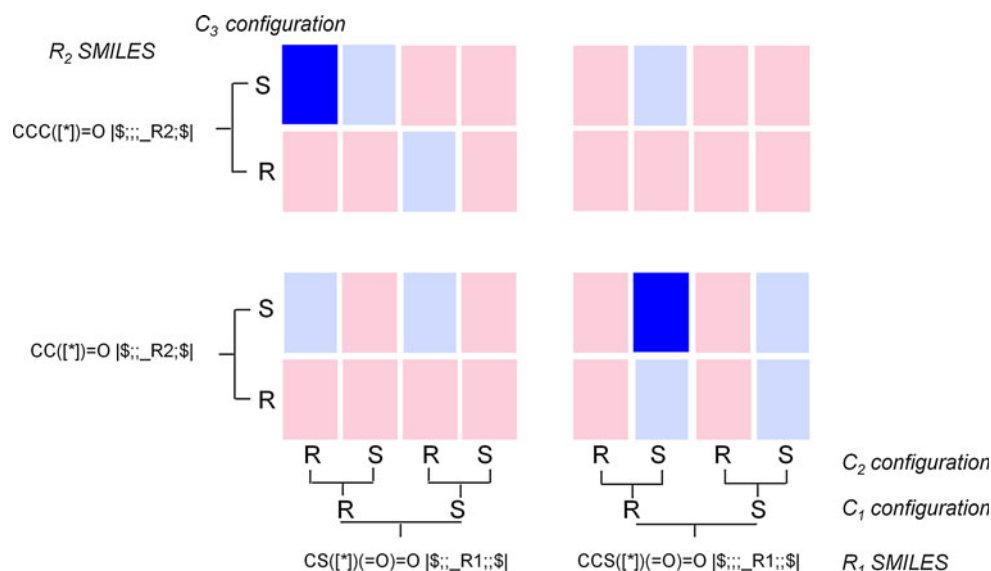 C3 configuration
R2 SMILES
S
CCC([*])=O |$;;;_R2;$|
R
S
CC([*])=O |$;;_R2;$|
R
R S R S R S R S
C2 configuration
R S R S
C1 configuration
CS([*])(=O)=O |$;;_R1;;$| CCS([*])(=O)=O |$;;;_R1;;$|
R1 SMILES